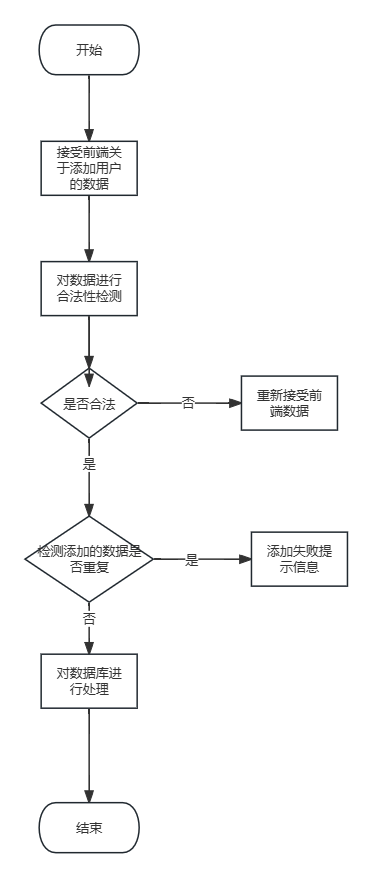 开始
接受前端关
于添加用户
的数据
对数据进行
合法性检测
是否合法
否
重新接受前
端数据
是
检测添加的数据是
否重复
是
添加失败提
示信息
否
对数据库进
行处理
结束